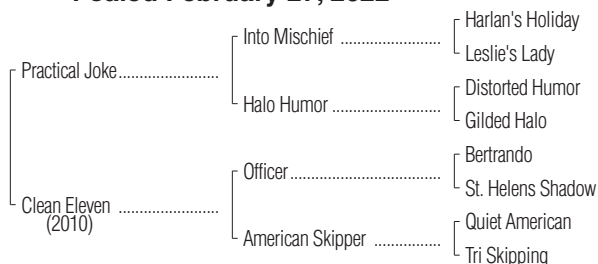 Foaled February 27, 2022
Harlan's Holiday
Into Mischief
Leslie's Lady
Practical Joke
Distorted Humor
Halo Humor
Gilded Halo
Bertrando
Officer
St. Helens Shadow
Clean Eleven
(2010)
Quiet American
American Skipper
Tri Skipping